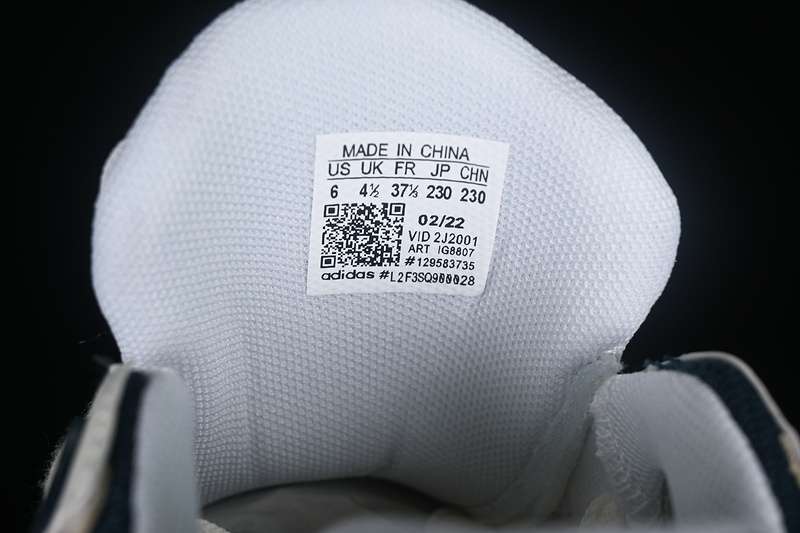 MADE IN CHINA
US UK FR JP CHN
6 4½ 37⅓ 230 230
02/22
VID 2J2001
ART IG8807
#129583735
adidas